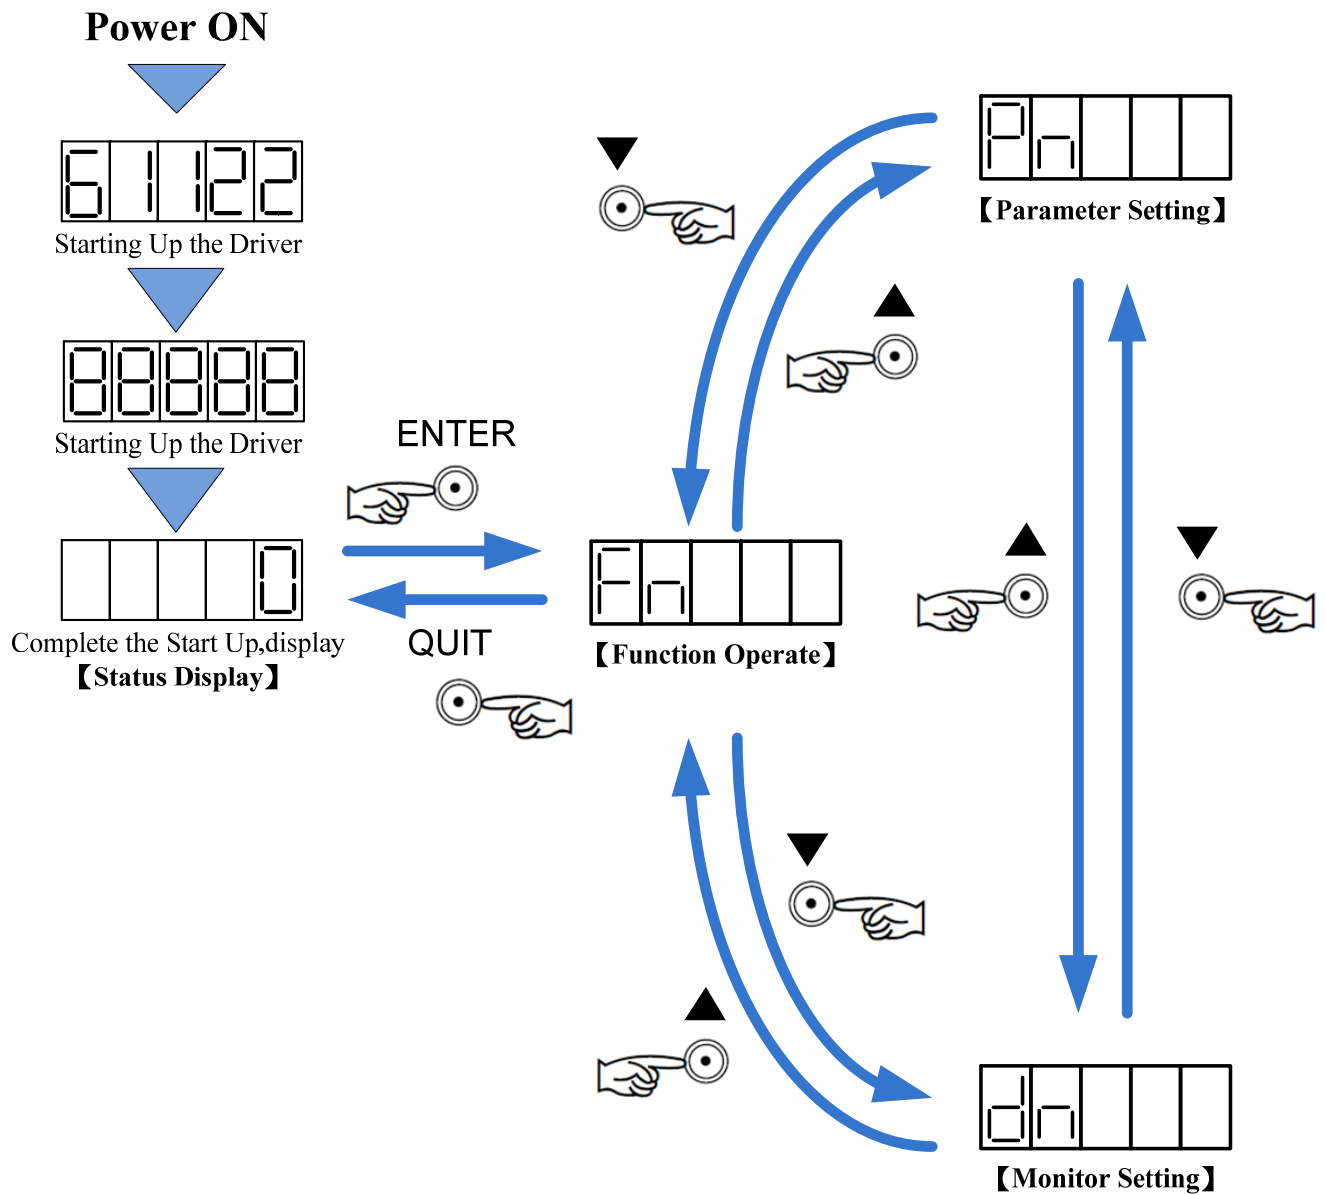 Power ON
61122
Starting Up the Driver
88888
Starting Up the Driver
0
Complete the Start Up,display
【Status Display】
ENTER
QUIT
Fn
【Function Operate】
Pn
【Parameter Setting】
dn
【Monitor Setting】